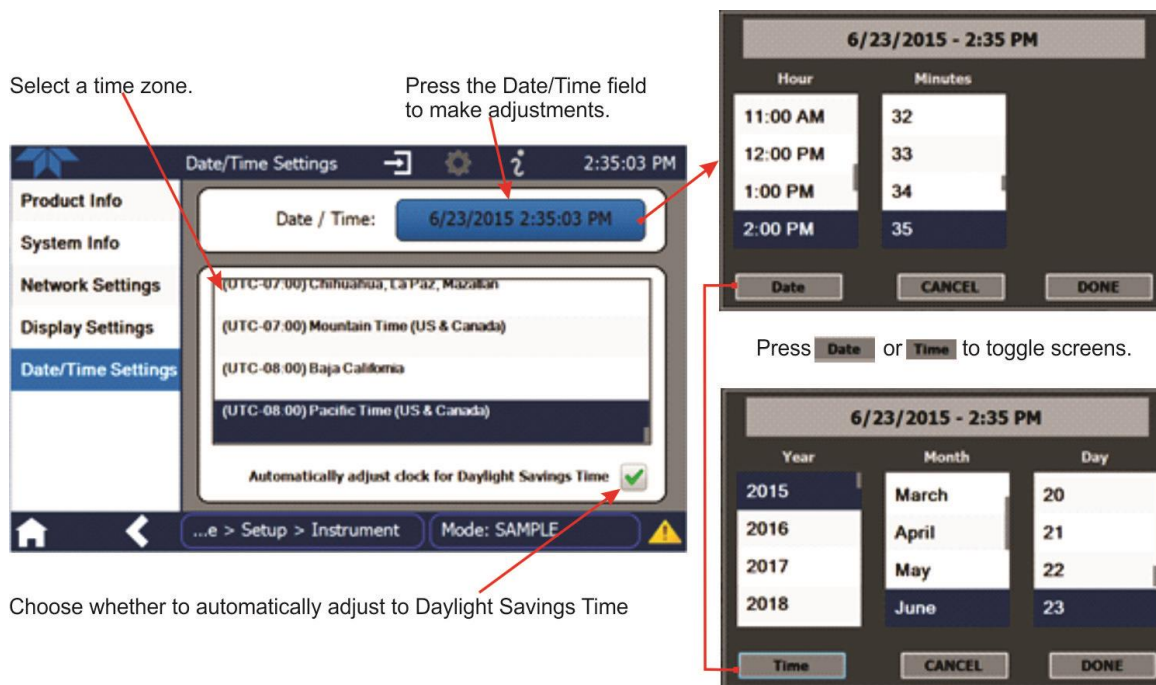 Select a time zone.
Press the Date/Time field
to make adjustments.
Date/Time Settings
2:35:03 PM
Product Info
System Info
Network Settings
Display Settings
Date/Time Settings
Date / Time:
6/23/2015 2:35:03 PM
(UTC-07:00) Chihuahua, La Paz, Mazatlan
(UTC-07:00) Mountain Time (US & Canada)
(UTC-08:00) Baja California
(UTC-08:00) Pacific Time (US & Canada)
Automatically adjust clock for Daylight Savings Time
...e > Setup > Instrument
Mode: SAMPLE
Choose whether to automatically adjust to Daylight Savings Time
6/23/2015 - 2:35 PM
Hour Minutes
11:00 AM 32
12:00 PM 33
1:00 PM 34
2:00 PM 35
Date CANCEL DONE
Press Date or Time to toggle screens.
6/23/2015 - 2:35 PM
Year Month Day
2015 March 20
2016 April 21
2017 May 22
2018 June 23
Time CANCEL DONE